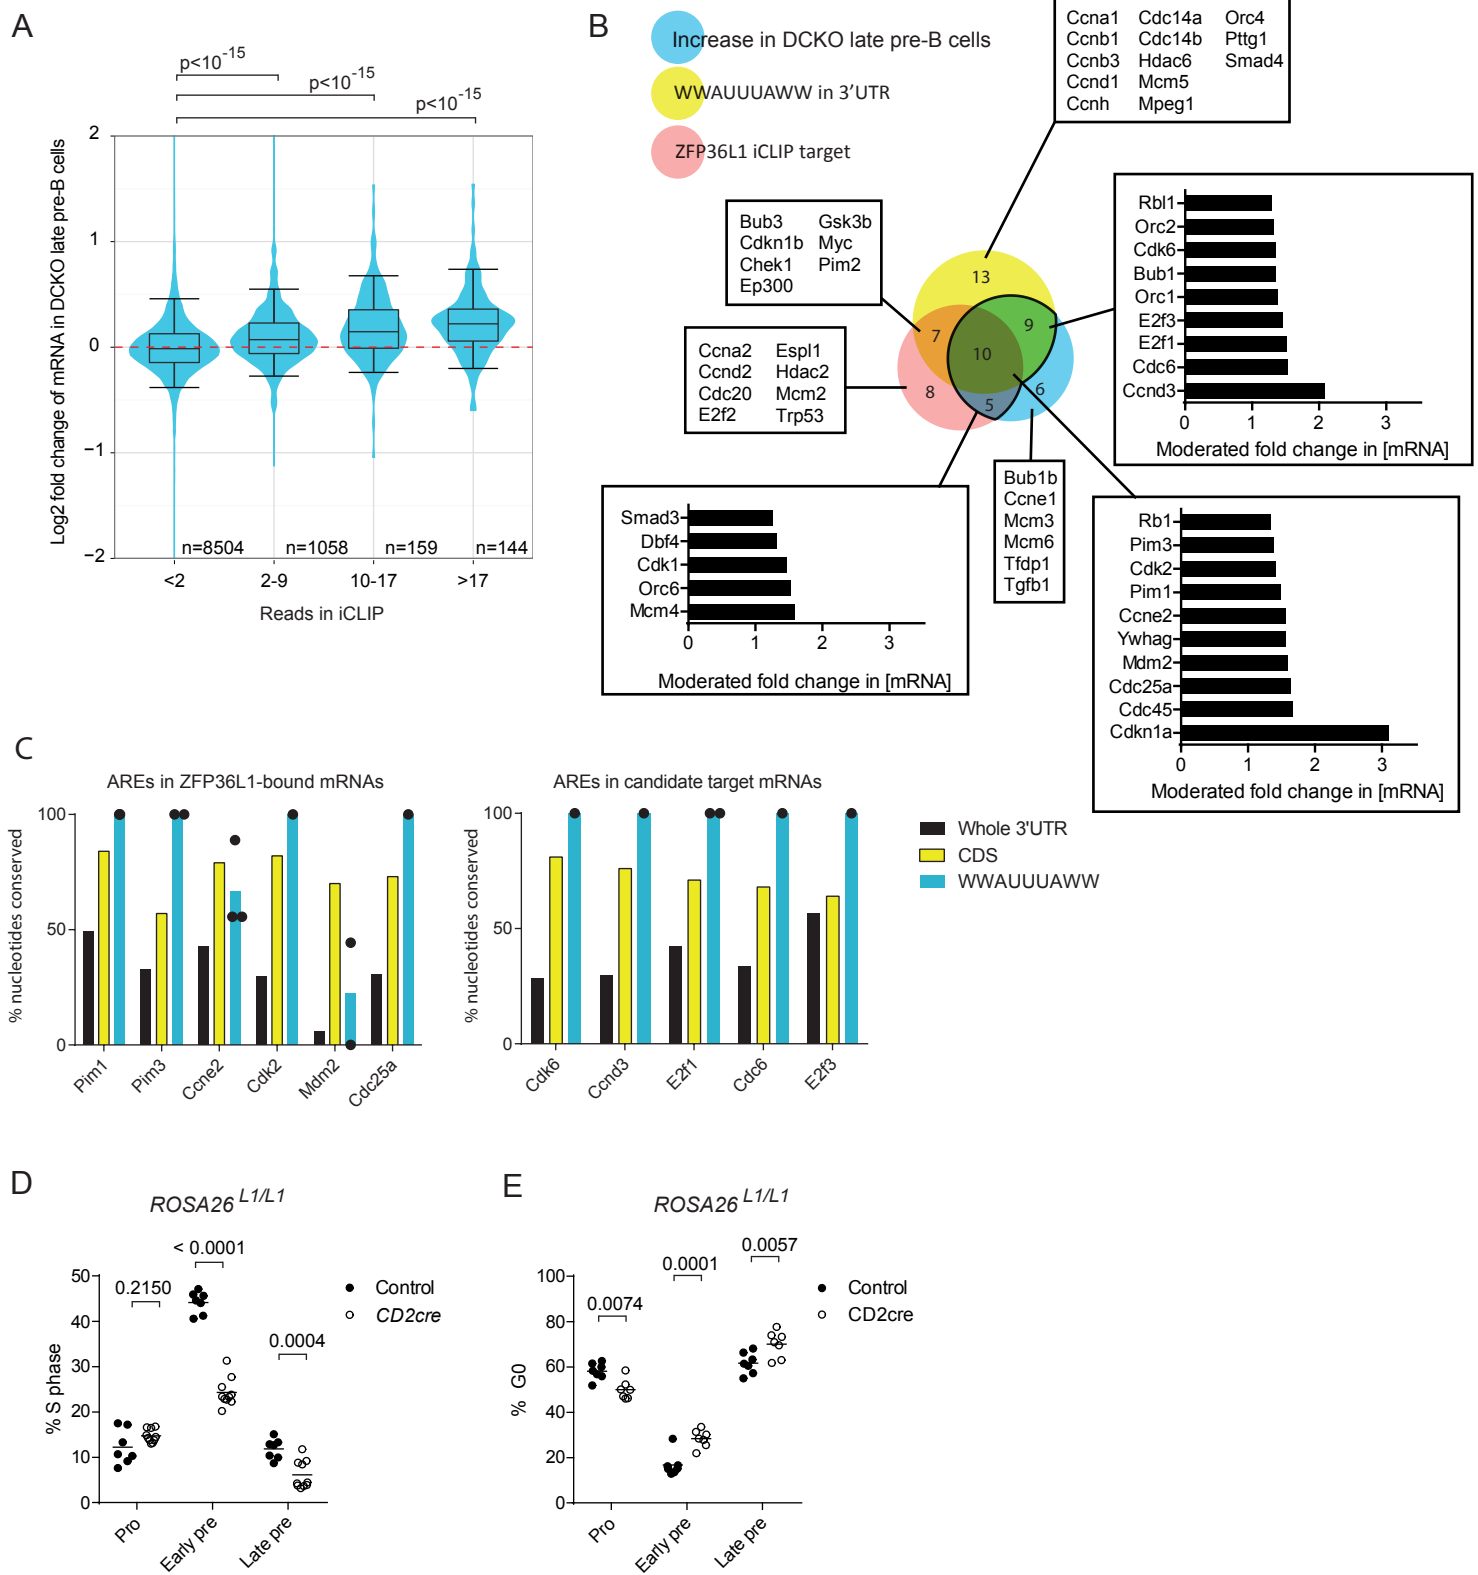 A
p<10⁻¹⁵
p<10⁻¹⁵
p<10⁻¹⁵
Log2 fold change of mRNA in DCKO late pre-B cells
2
1
0
−1
−2
n=8504
n=1058
n=159
n=144
<2
2-9
10-17
>17
Reads in iCLIP
B
Increase in DCKO late pre-B cells
WWAUUUAWW in 3'UTR
ZFP36L1 iCLIP target
Ccna1 Cdc14a Orc4
Ccnb1 Cdc14b Pttg1
Ccnb3 Hdac6 Smad4
Ccnd1 Mcm5
Ccnh Mpeg1
Bub3 Gsk3b
Cdkn1b Myc
Chek1 Pim2
Ep300
Ccna2 Espl1
Ccnd2 Hdac2
Cdc20 Mcm2
E2f2 Trp53
13
7
9
10
8
5
6
Rbl1
Orc2
Cdk6
Bub1
Orc1
E2f3
E2f1
Cdc6
Ccnd3
0 1 2 3
Moderated fold change in [mRNA]
Smad3
Dbf4
Cdk1
Orc6
Mcm4
0 1 2 3
Moderated fold change in [mRNA]
Bub1b
Ccne1
Mcm3
Mcm6
Tfdp1
Tgfb1
Rb1
Pim3
Cdk2
Pim1
Ccne2
Ywhag
Mdm2
Cdc25a
Cdc45
Cdkn1a
0 1 2 3
Moderated fold change in [mRNA]
C
AREs in ZFP36L1-bound mRNAs
% nucleotides conserved
100
50
0
Pim1
Pim3
Ccne2
Cdk2
Mdm2
Cdc25a
AREs in candidate target mRNAs
% nucleotides conserved
100
50
0
Cdk6
Ccnd3
E2f1
Cdc6
E2f3
Whole 3'UTR
CDS
WWAUUUAWW
D
ROSA26 L1/L1
< 0.0001
0.2150
0.0004
% S phase
50
40
30
20
10
0
Pro
Early pre
Late pre
Control
CD2cre
E
ROSA26 L1/L1
0.0057
0.0001
0.0074
% G0
100
80
60
40
20
0
Pro
Early pre
Late pre
Control
CD2cre